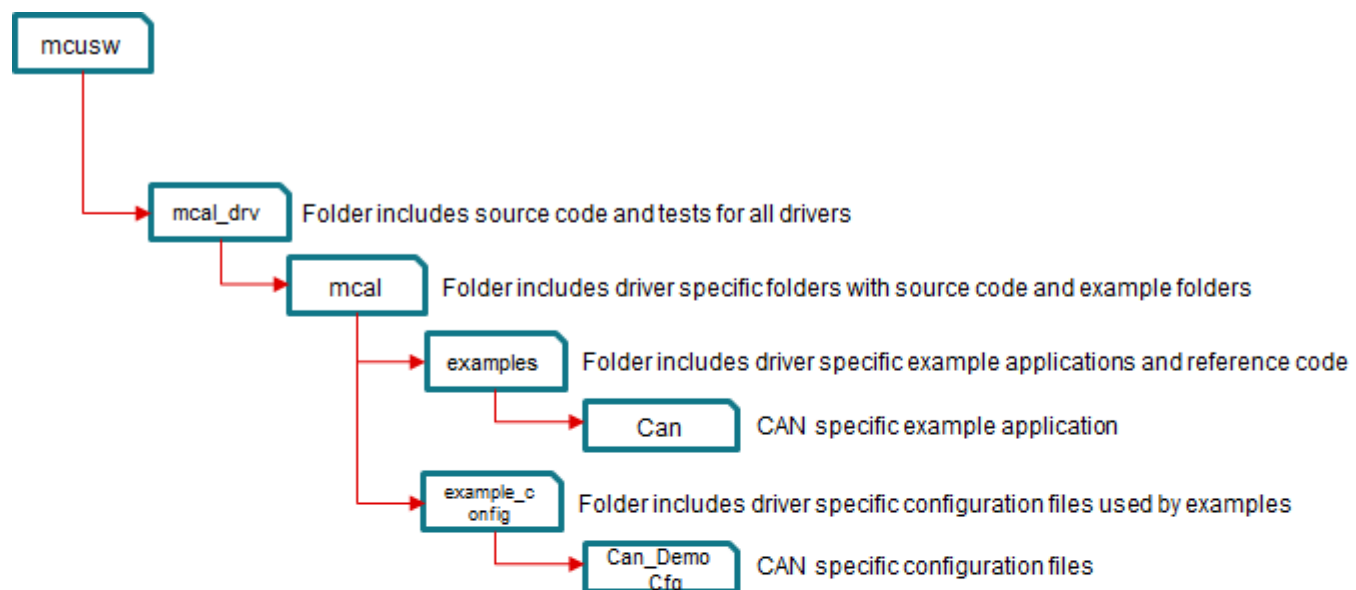 mcusw
mcal_drv Folder includes source code and tests for all drivers
mcal Folder includes driver specific folders with source code and example folders
examples Folder includes driver specific example applications and reference code
Can CAN specific example application
example_c
onfig
Folder includes driver specific configuration files used by examples
Can_Demo
Cfg
CAN specific configuration files